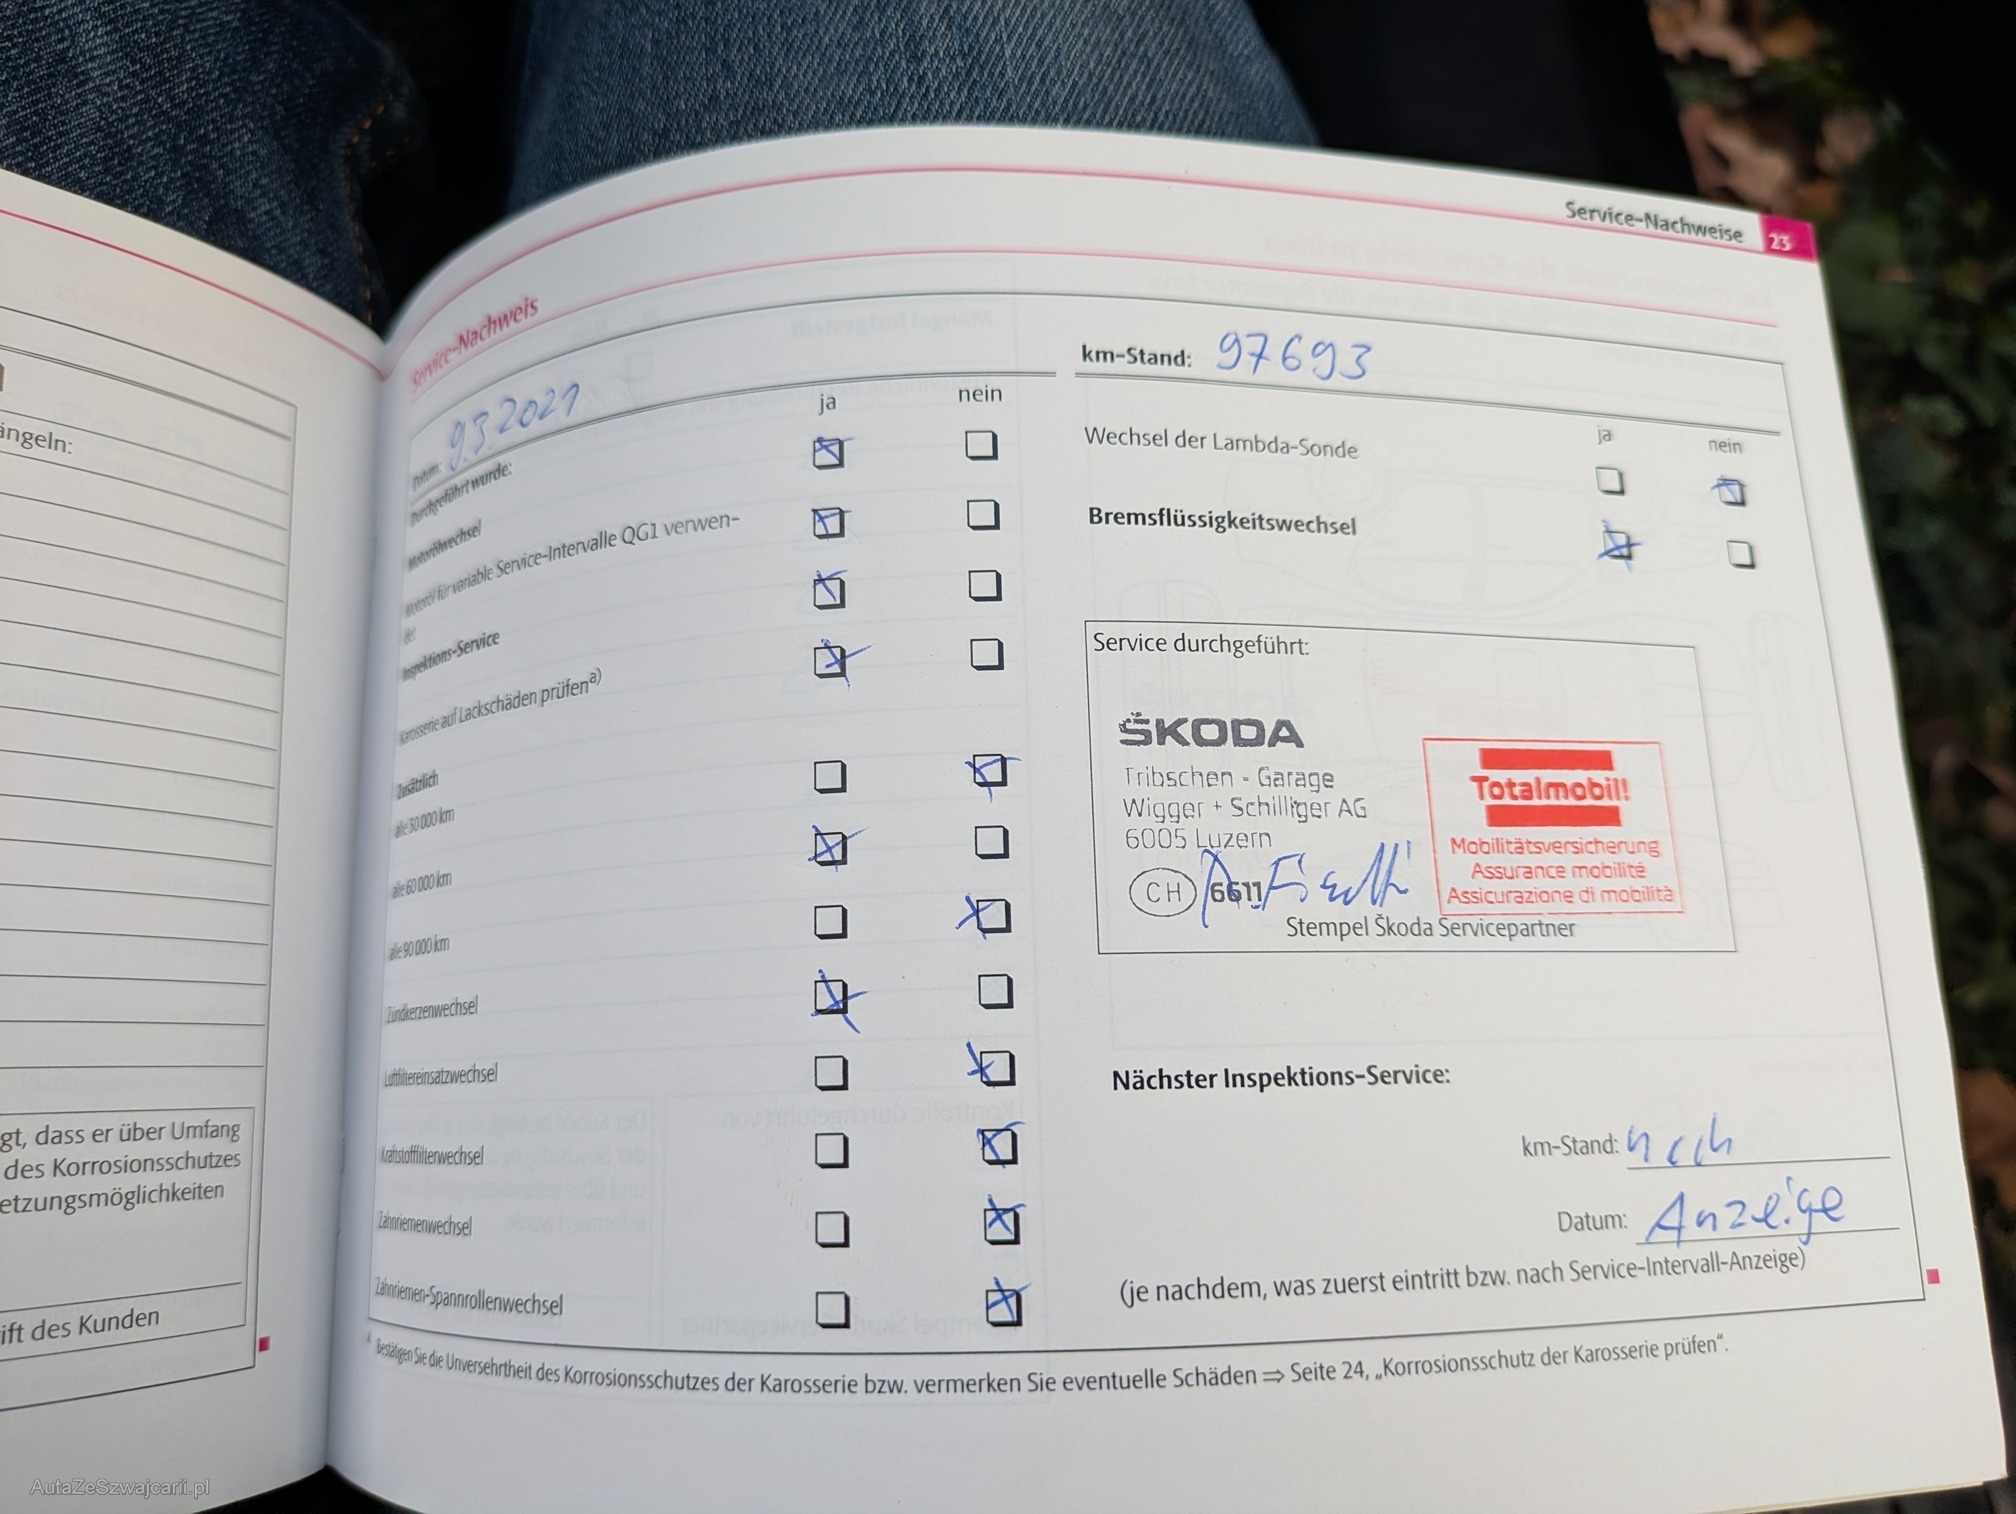 ängeln:
gt, dass er über Umfang
des Korrosionsschutzes
etzungsmöglichkeiten
ift des Kunden
Service-Nachweise 23
Service-Nachweis
Datum: 9.3.2021
Durchgeführt wurde:
ja nein
Motorölwechsel
Motoröl für variable Service-Intervalle QG1 verwen-
det
Inspektions-Service
Karosserie auf Lackschäden prüfen a)
Zusätzlich
alle 30 000 km
alle 60 000 km
alle 90 000 km
Zündkerzenwechsel
Luftfiltereinsatzwechsel
Kraftstofffilterwechsel
Zahnriemenwechsel
Zahnriemen-Spannrollenwechsel
km-Stand: 97693
ja nein
Wechsel der Lambda-Sonde
Bremsflüssigkeitswechsel
Service durchgeführt:
ŠKODA
Tribschen - Garage
Wigger + Schilliger AG
6005 Luzern
CH 6611
Totalmobil!
Mobilitätsversicherung
Assurance mobilité
Assicurazione di mobilità
Stempel Škoda Servicepartner
Nächster Inspektions-Service:
km-Stand: nach
Datum: Anzeige
(je nachdem, was zuerst eintritt bzw. nach Service-Intervall-Anzeige)
Bestätigen Sie die Unversehrtheit des Korrosionsschutzes der Karosserie bzw. vermerken Sie eventuelle Schäden ⇒ Seite 24, „Korrosionsschutz der Karosserie prüfen“.
AutaZeSzwajcarii.pl